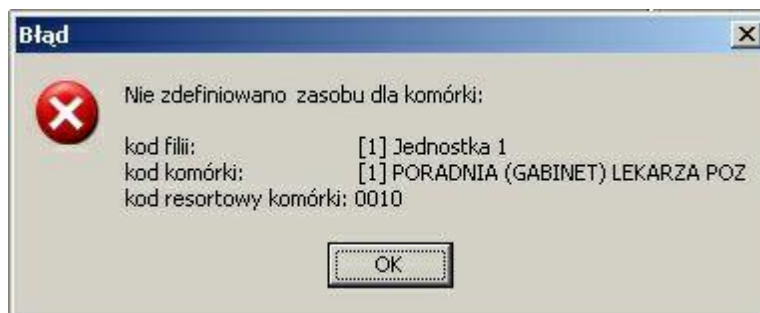 Błąd
Nie zdefiniowano zasobu dla komórki:
kod filii: [1] Jednostka 1
kod komórki: [1] PORADNIA (GABINET) LEKARZA POZ
kod resortowy komórki: 0010
OK